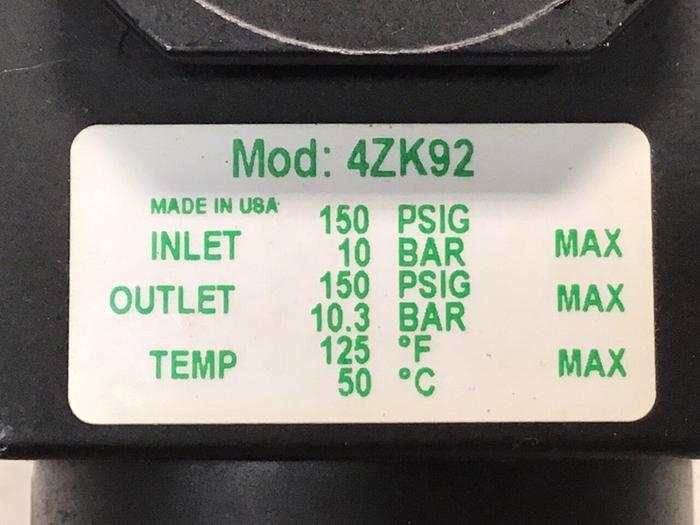 Mod: 4ZK92
MADE IN USA
150 PSIG
INLET 10 BAR MAX
150 PSIG
OUTLET 10.3 BAR MAX
125 °F
TEMP 50 °C MAX